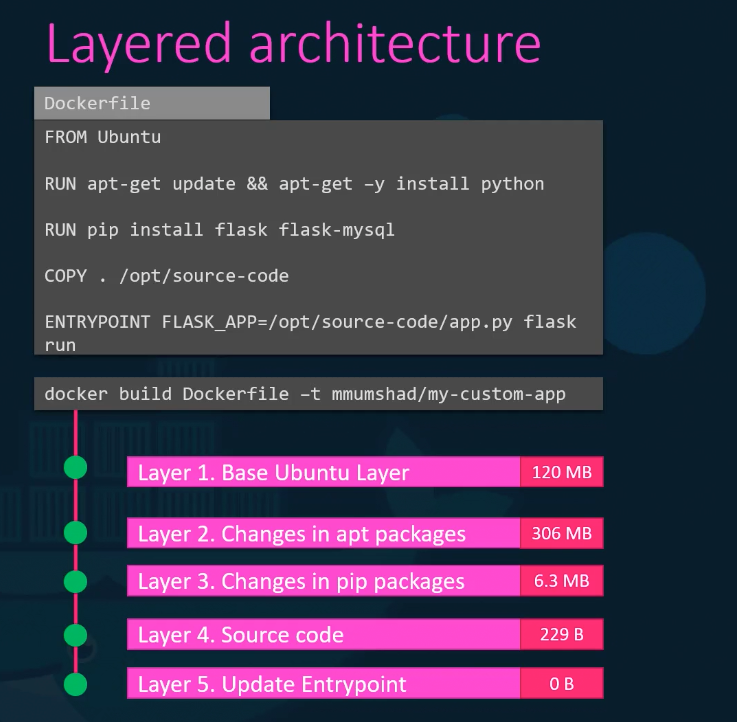 Layered architecture
Dockerfile
FROM Ubuntu
RUN apt-get update && apt-get –y install python
RUN pip install flask flask-mysql
COPY . /opt/source-code
ENTRYPOINT FLASK_APP=/opt/source-code/app.py flask
run
docker build Dockerfile –t mmumshad/my-custom-app
Layer 1. Base Ubuntu Layer 120 MB
Layer 2. Changes in apt packages 306 MB
Layer 3. Changes in pip packages 6.3 MB
Layer 4. Source code 229 B
Layer 5. Update Entrypoint 0 B